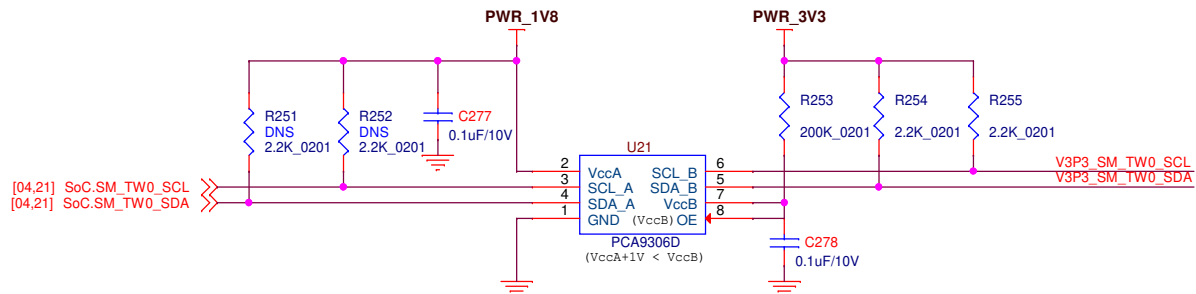 PWR_1V8
PWR_3V3
R251
DNS
2.2K_0201
R252
DNS
2.2K_0201
C277
0.1uF/10V
R253
200K_0201
R254
2.2K_0201
R255
2.2K_0201
U21
[04,21] SoC.SM_TW0_SCL
[04,21] SoC.SM_TW0_SDA
2 VccA SCL_B 6
3 SCL_A SDA_B 5
4 SDA_A VccB 7
1 GND (VccB) OE 8
V3P3_SM_TW0_SCL
V3P3_SM_TW0_SDA
PCA9306D
(VccA+1V < VccB)
C278
0.1uF/10V